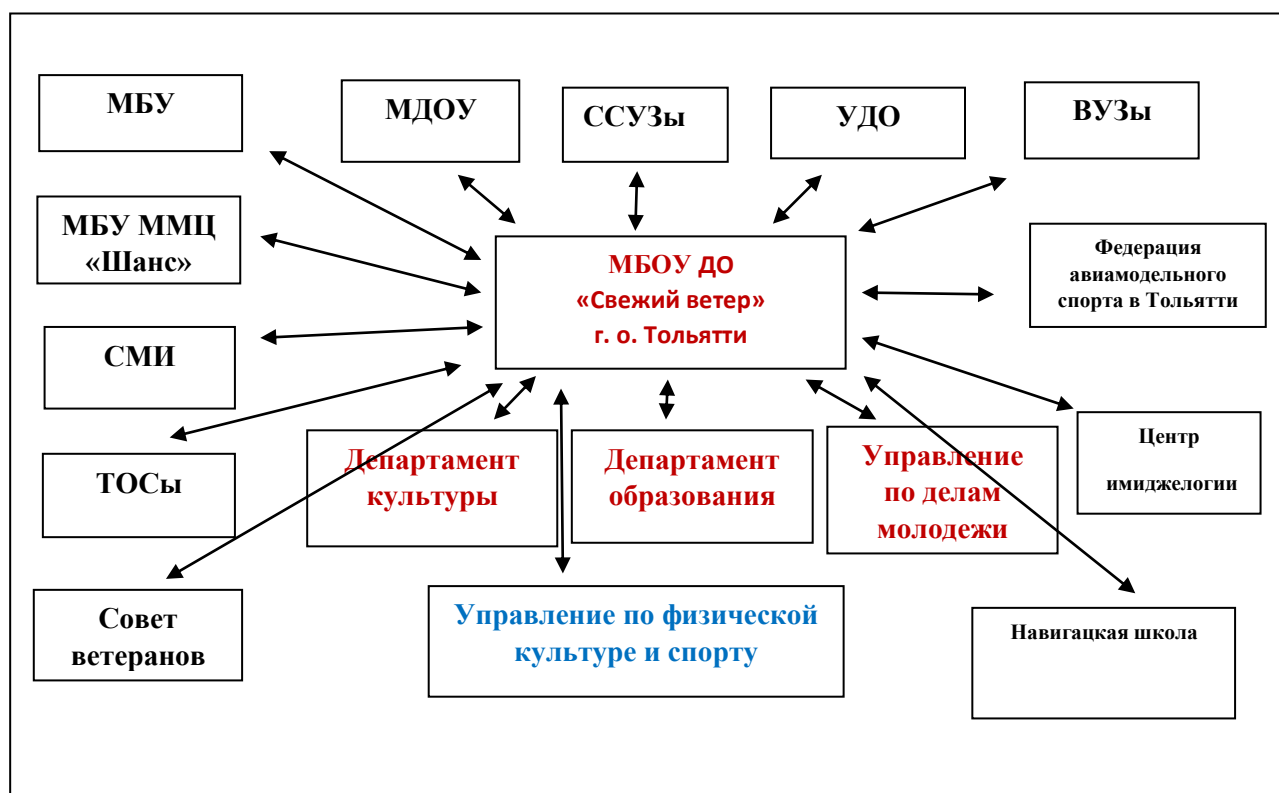 МБУ
МДОУ
ССУЗы
УДО
ВУЗы
МБУ ММЦ
«Шанс»
МБОУ ДО
«Свежий ветер»
г. о. Тольятти
Федерация
авиамодельного
спорта в Тольятти
СМИ
ТОСы
Департамент
культуры
Департамент
образования
Управление
по делам
молодежи
Центр
имиджелогии
Совет
ветеранов
Управление по физической
культуре и спорту
Навигацкая школа